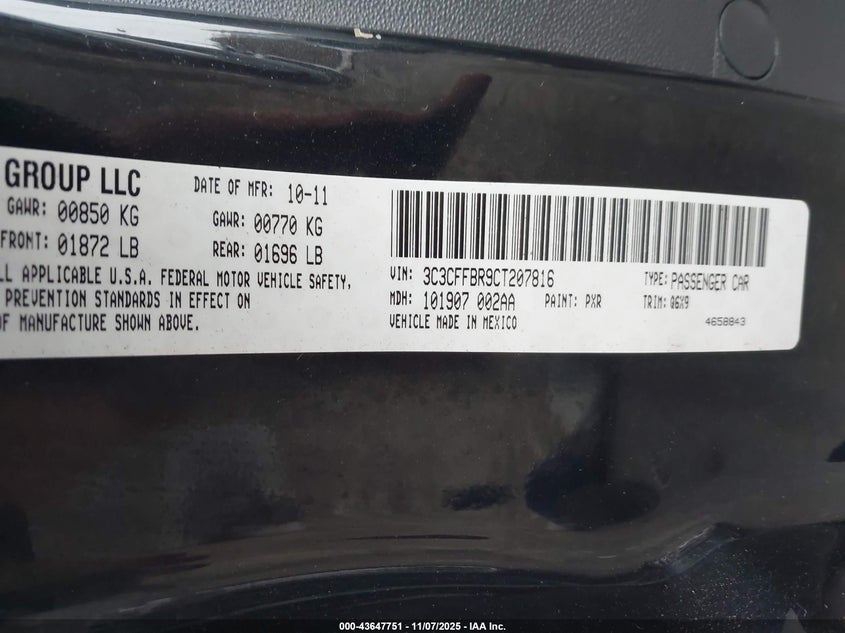 GROUP LLC
DATE OF MFR: 10-11
GAWR: 00850 KG
GAWR: 00770 KG
FRONT: 01872 LB
REAR: 01696 LB
LL APPLICABLE U.S.A. FEDERAL MOTOR VEHICLE SAFETY,
PREVENTION STANDARDS IN EFFECT ON
OF MANUFACTURE SHOWN ABOVE.
VIN: 3C3CFFBR9CT207816
TYPE: PASSENGER CAR
MDH: 101907 002AA
PAINT: PXR
TRIM: Q6X9
VEHICLE MADE IN MEXICO
4658843
000-43647751 - 11/07/2025 - IAA Inc.